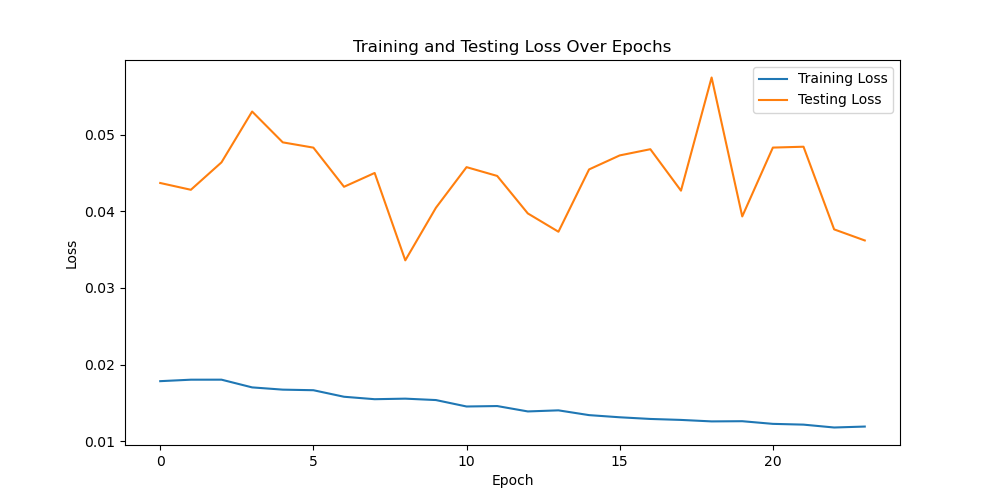 Training and Testing Loss Over Epochs
Training Loss
Testing Loss
0.05
0.04
0.03
0.02
0.01
Loss
0 5 10 15 20
Epoch